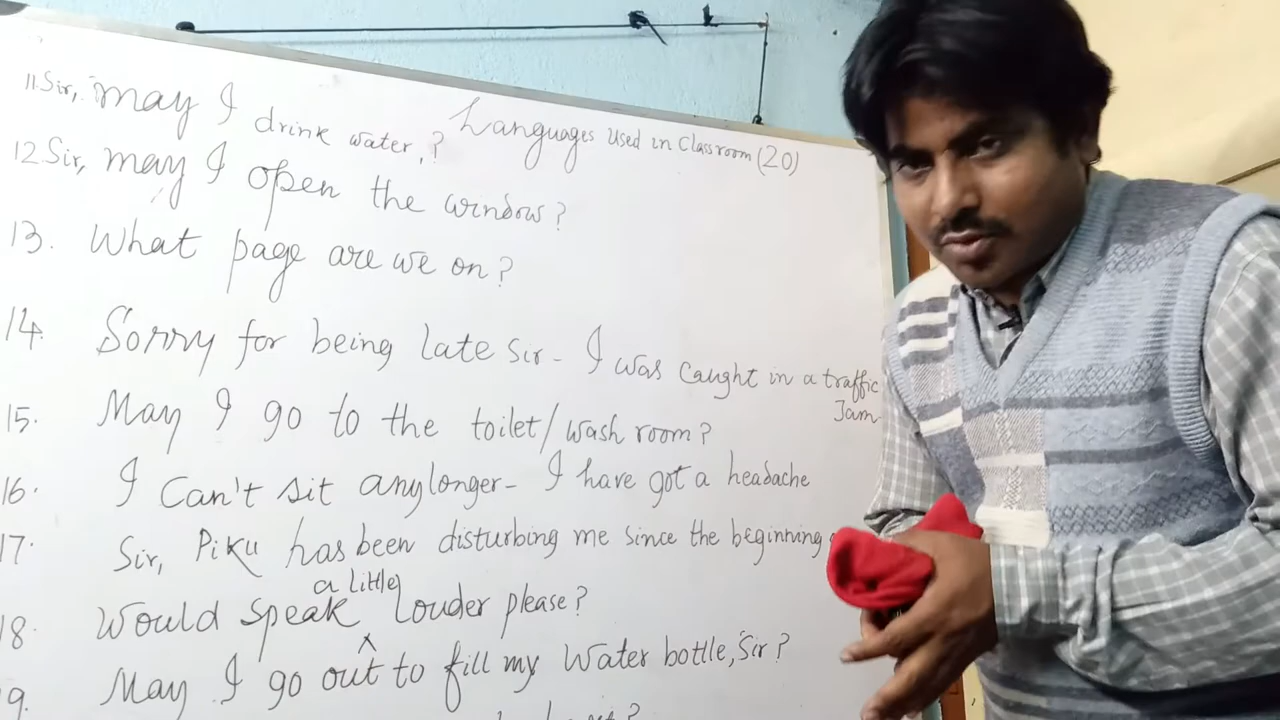 Languages used in Classroom (20)
11. Sir, may I drink water,?
12. Sir, may I open the window?
13. What page are we on?
14. Sorry for being late sir - I was caught in a traffic
Jam
15. May I go to the toilet/wash room?
16. I Can't sit anylonger - I have got a headache
17. Sir, Piku has been disturbing me since the beginning
a little
18. Would speak ^ louder please?
9. May I go out to fill my water bottle, Sir?